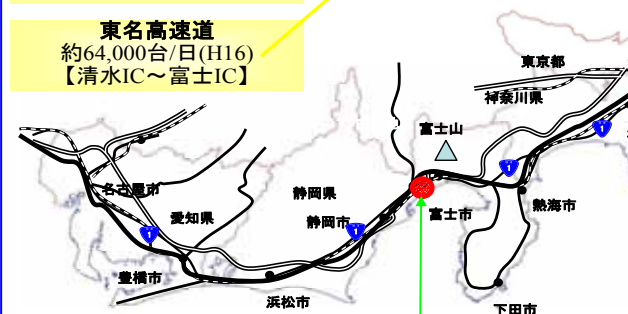 東名高速道
約64,000台/日(H16)
【清水IC～富士IC】
東京都
神奈川県
富士山
1
1
名古屋市
愛知県
静岡県
静岡市
富士市
熱海市
1
1
豊橋市
浜松市
下田市